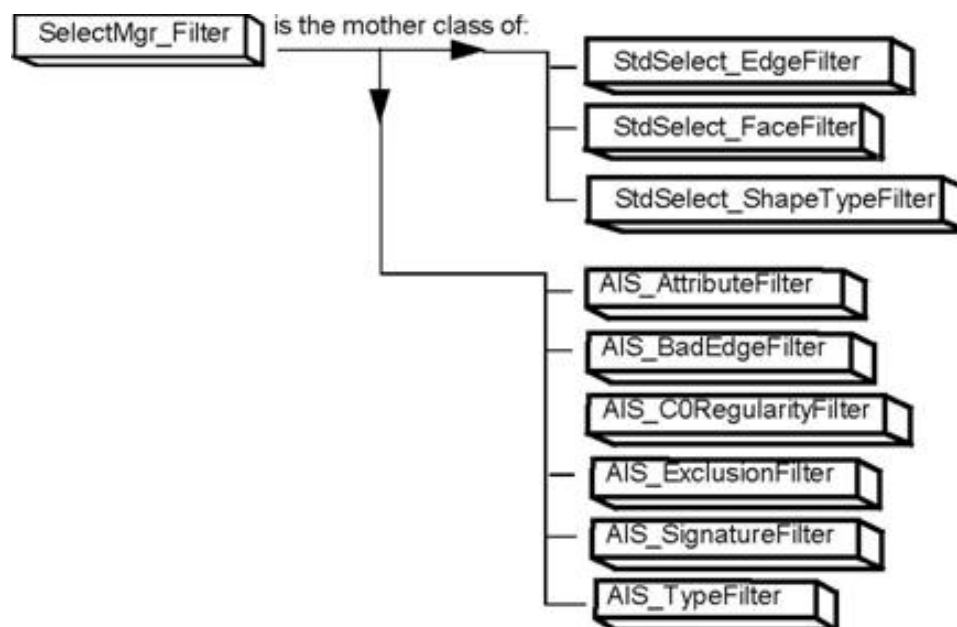 SelectMgr_Filter
is the mother class of:
StdSelect_EdgeFilter
StdSelect_FaceFilter
StdSelect_ShapeTypeFilter
AIS_AttributeFilter
AIS_BadEdgeFilter
AIS_C0RegularityFilter
AIS_ExclusionFilter
AIS_SignatureFilter
AIS_TypeFilter